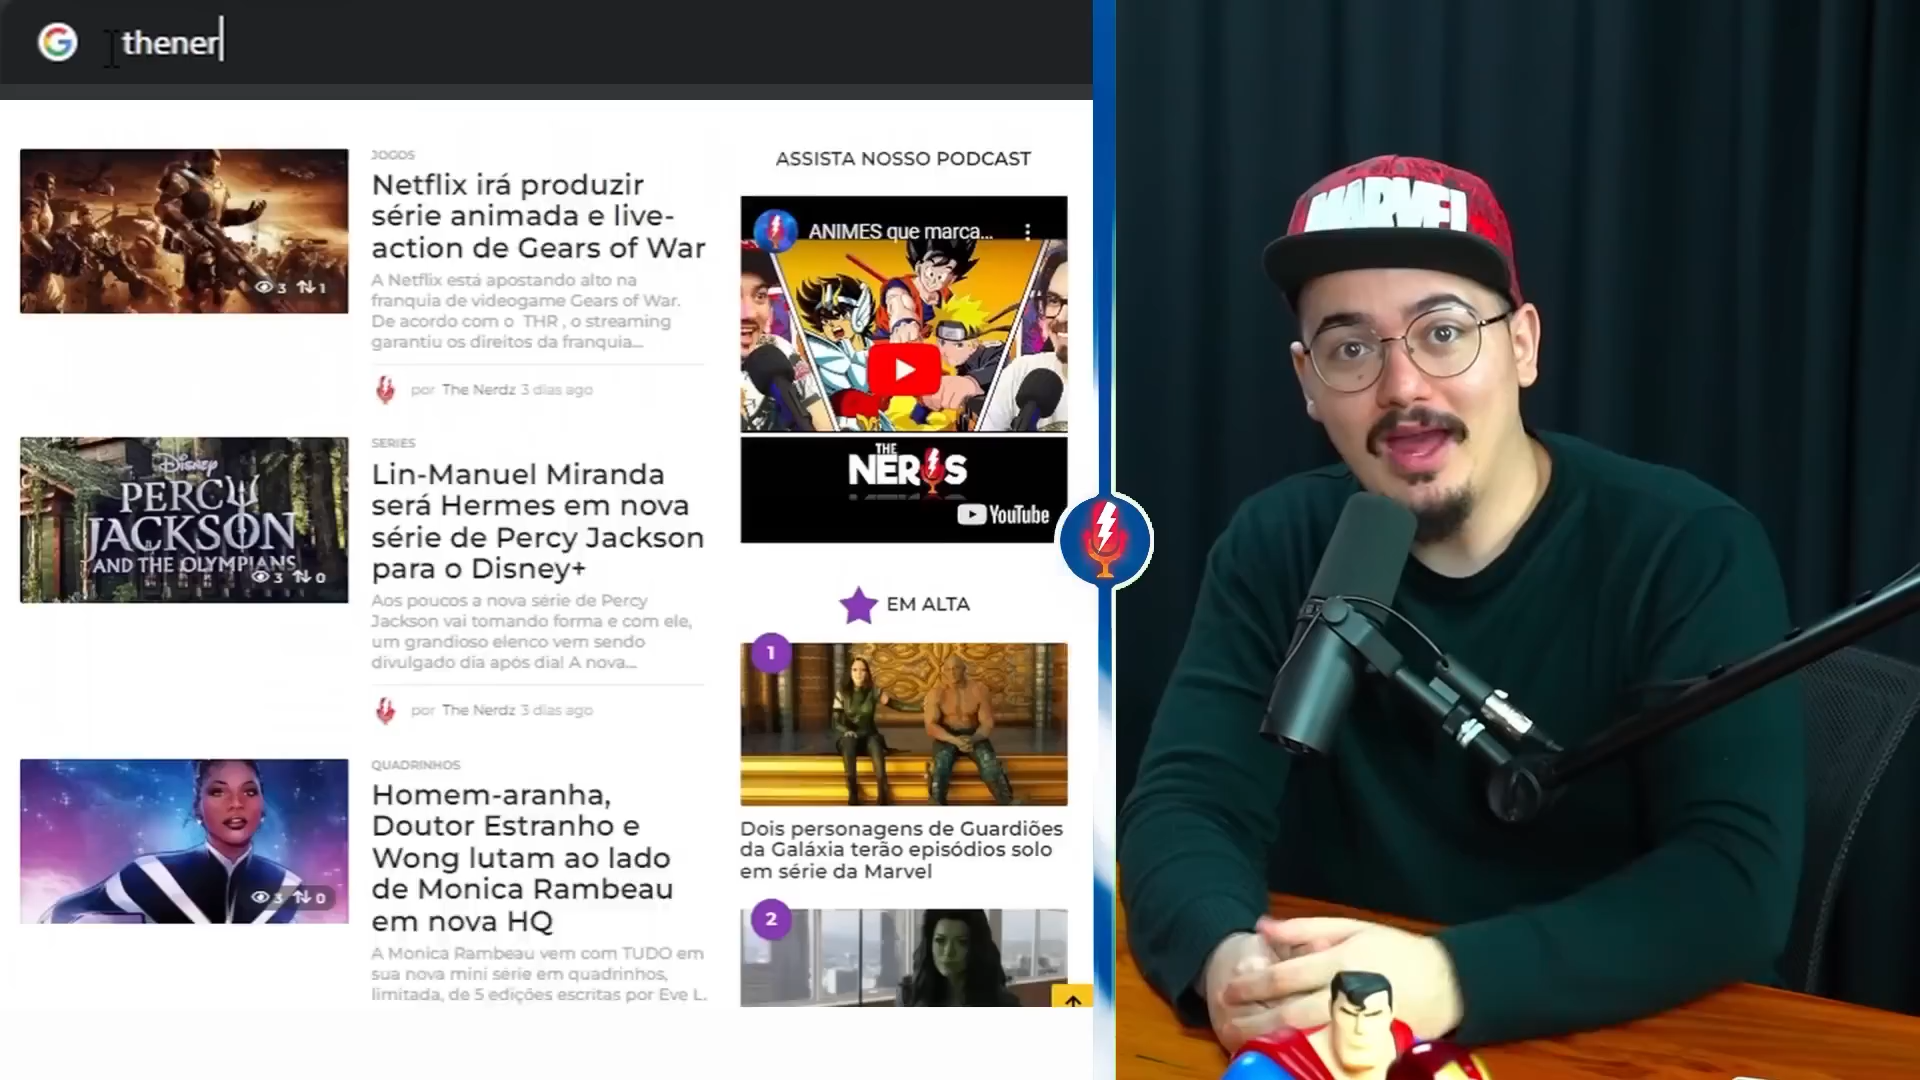 thener
JOGOS
Netflix irá produzir
série animada e live-
action de Gears of War
A Netflix está apostando alto na
franquia de videogame Gears of War.
De acordo com o THR , o streaming
garantiu os direitos da franquia...
3 1
por The Nerdz 3 dias ago
SERIES
Lin-Manuel Miranda
será Hermes em nova
série de Percy Jackson
para o Disney+
Aos poucos a nova série de Percy
Jackson vai tomando forma e com ele,
um grandioso elenco vem sendo
divulgado dia após dia! A nova...
Disney
PERCY
JACKSON
AND THE OLYMPIANS
3 0
por The Nerdz 3 dias ago
QUADRINHOS
Homem-aranha,
Doutor Estranho e
Wong lutam ao lado
de Monica Rambeau
em nova HQ
A Monica Rambeau vem com TUDO em
sua nova mini série em quadrinhos,
limitada, de 5 edições escritas por Eve L.
3 0
ASSISTA NOSSO PODCAST
ANIMES que marca...
THE
NERDS
YouTube
EM ALTA
1
Dois personagens de Guardiões
da Galáxia terão episódios solo
em série da Marvel
2
MARVEL